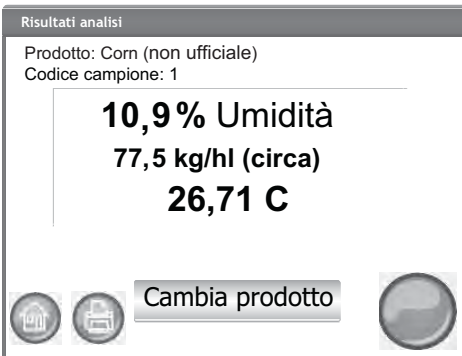 Risultati analisi
Prodotto: Corn (non ufficiale)
Codice campione: 1
10,9% Umidità
77,5 kg/hl (circa)
26,71 C
Cambia prodotto